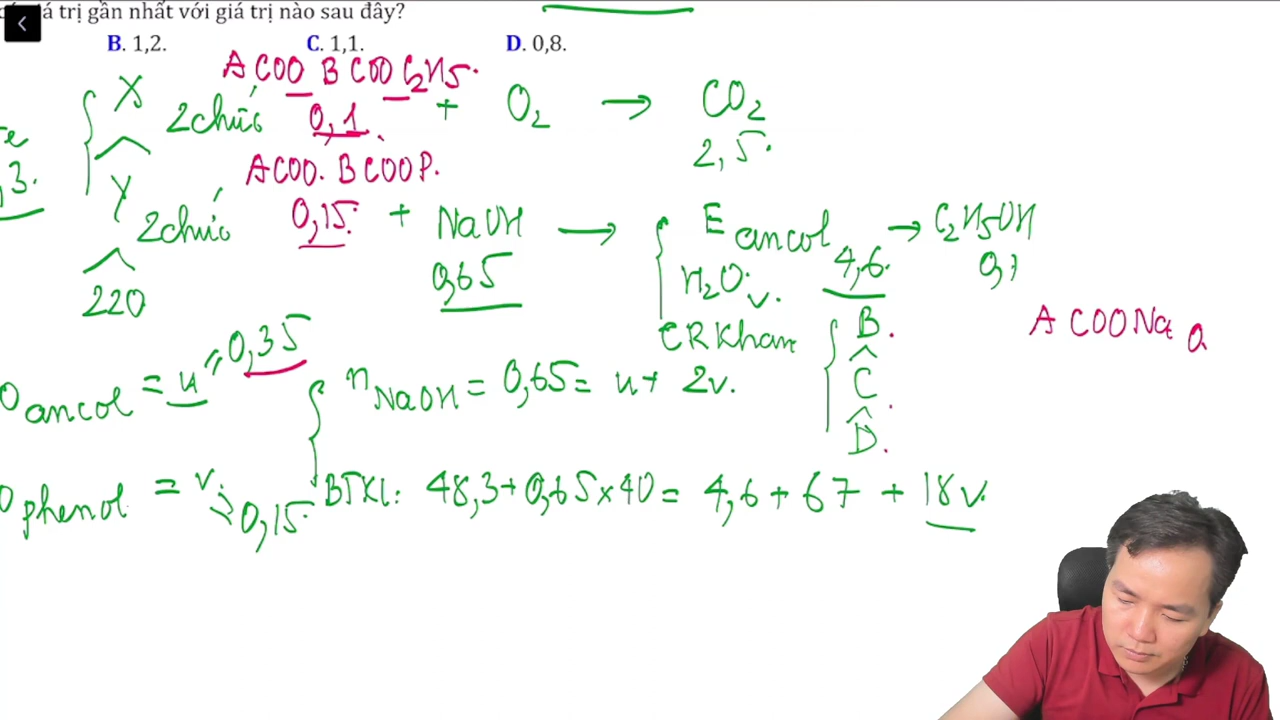 giá trị gần nhất với giá trị nào sau đây?
B. 1,2. C. 1,1. D. 0,8.
ACOO BCOO C2H5.
X 2chức 0,1 + O2 → CO2
2,5.
ACOO. BCOOP.
,3.
Y 2chức 0,15. + NaOH → E ancol → C2H5OH
220 0,65 H2O. v. 4,6. 0,1
CRKhan B. ACOONa 0
C.
D.
O ancol = u = 0,35
nNaOH = 0,65 = u + 2v.
O phenol = v. → 0,15.
BTKL: 48,3 + 0,65 x 40 = 4,6 + 67 + 18v.